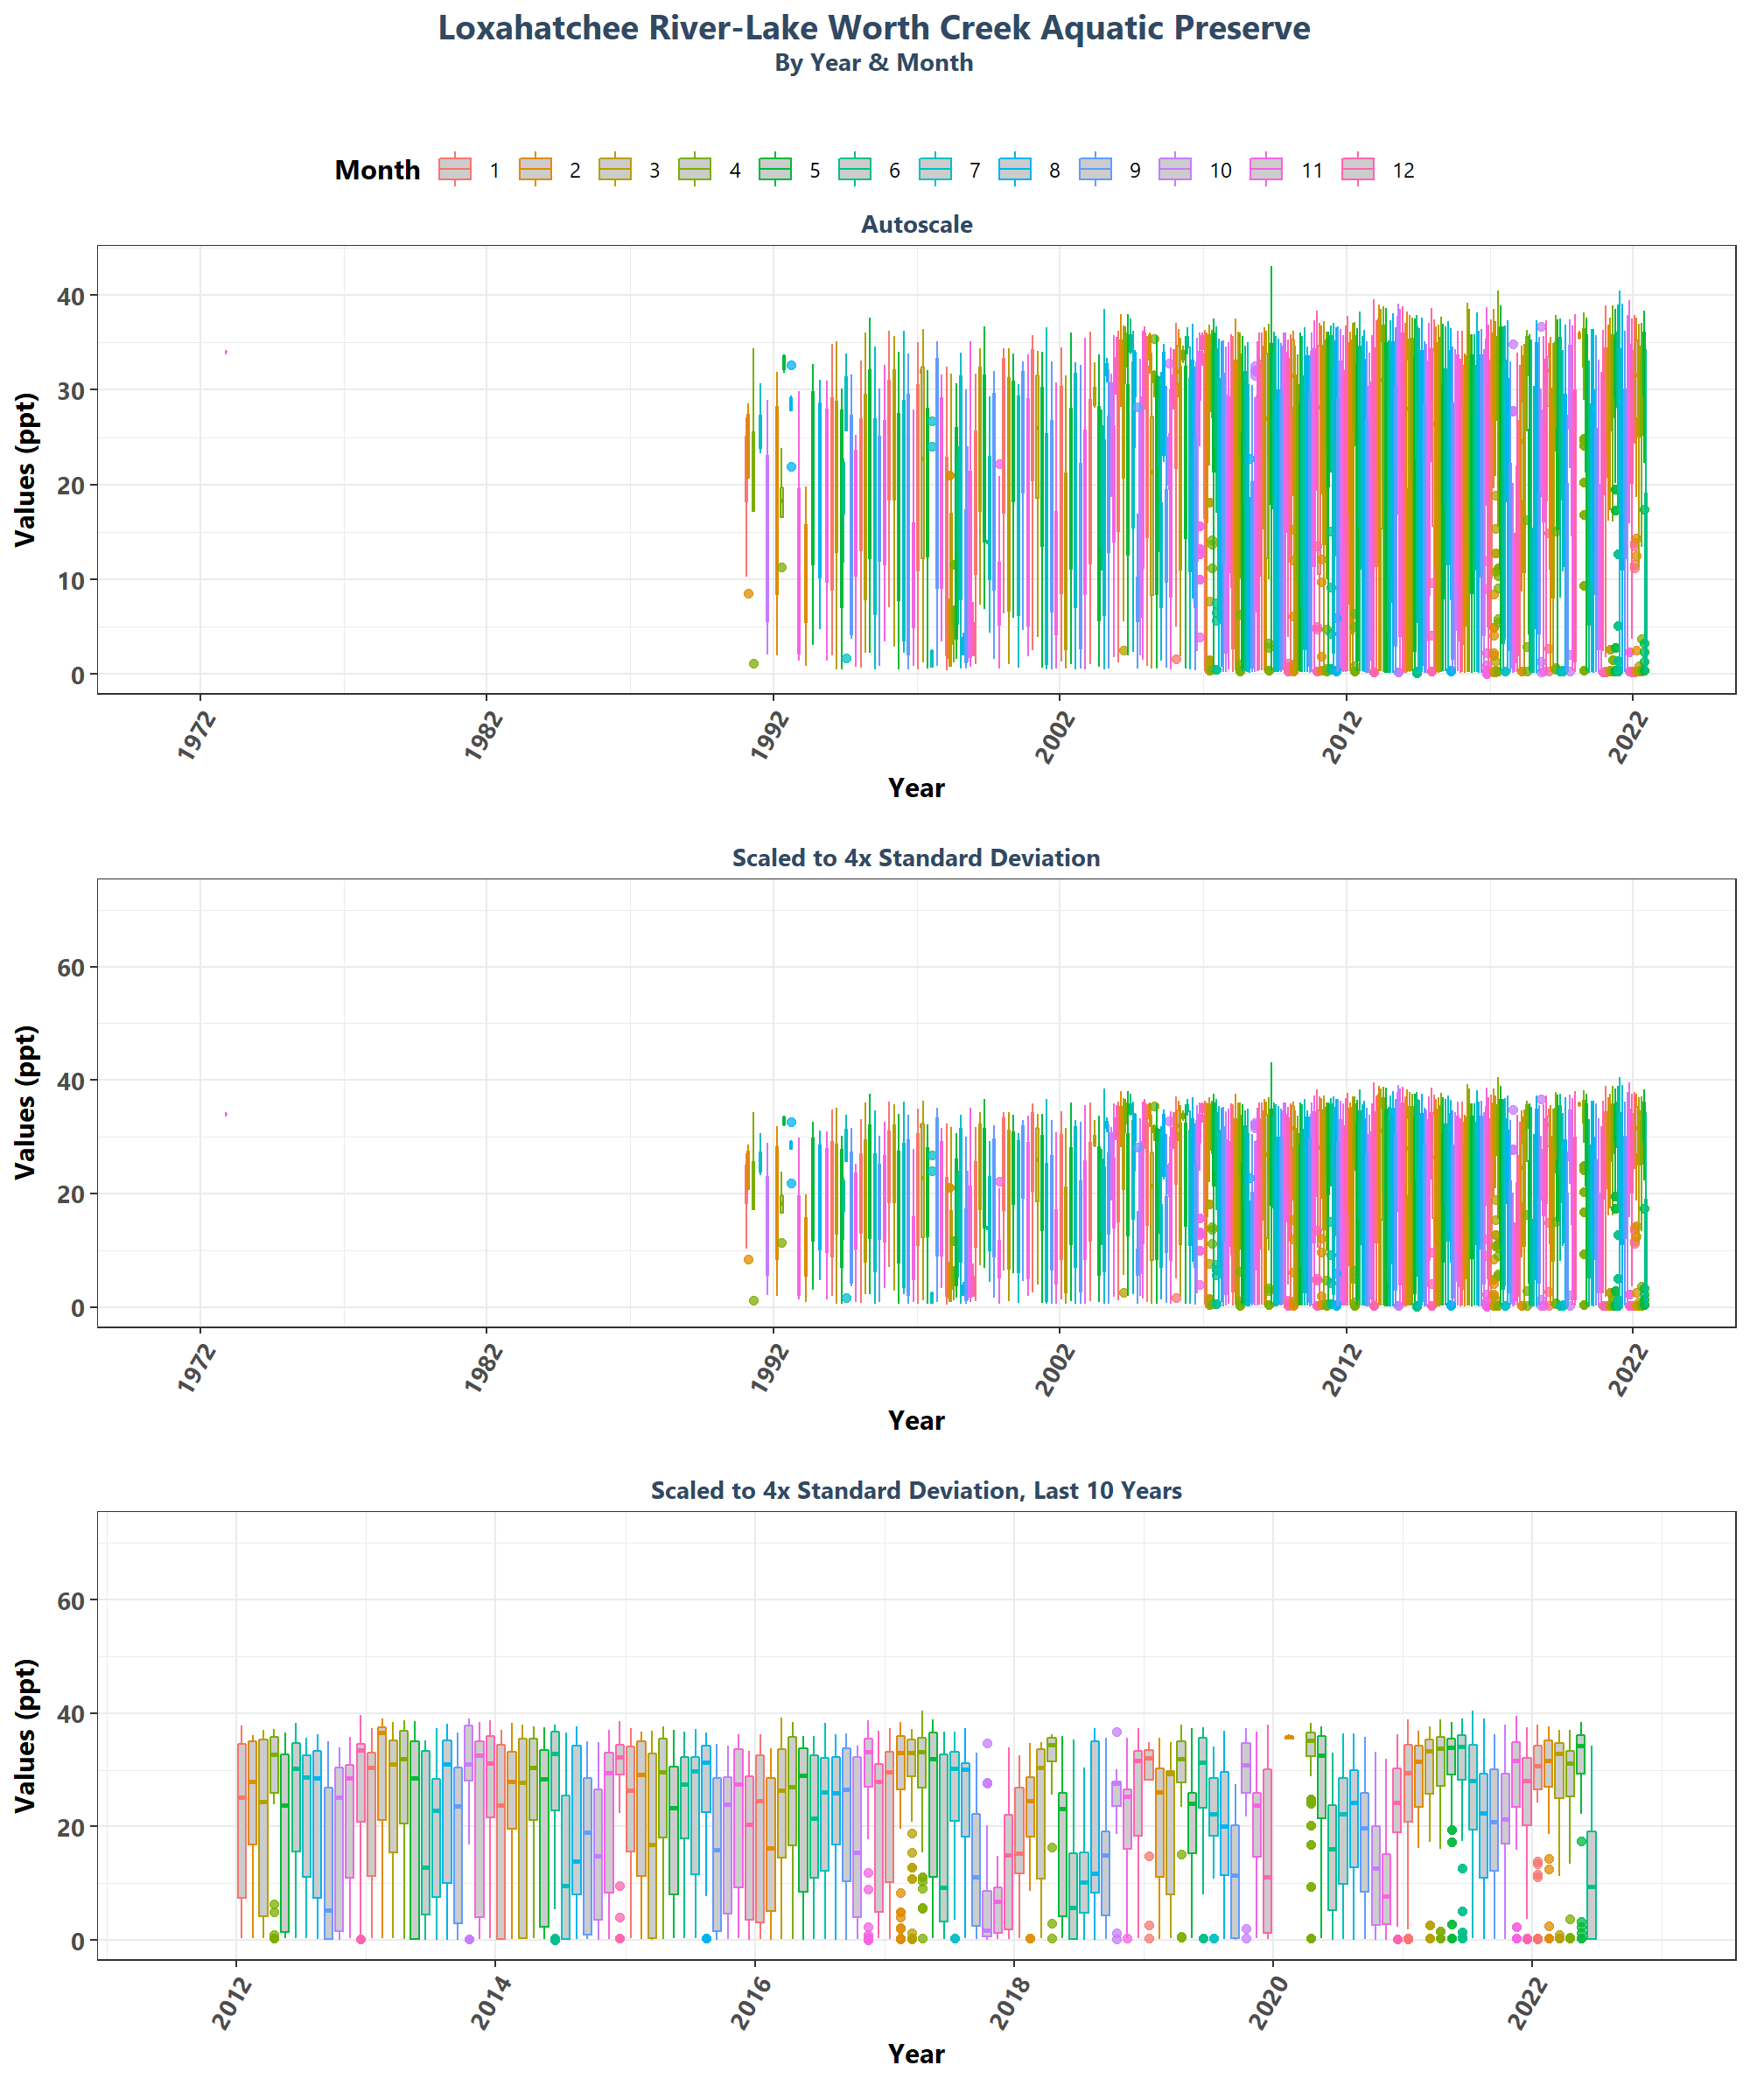 Loxahatchee River-Lake Worth Creek Aquatic Preserve
By Year & Month
Month 1 2 3 4 5 6 7 8 9 10 11 12
Autoscale
Values (ppt)
40
30
20
10
0
1972 1982 1992 2002 2012 2022
Year
Scaled to 4x Standard Deviation
Values (ppt)
60
40
20
0
1972 1982 1992 2002 2012 2022
Year
Scaled to 4x Standard Deviation, Last 10 Years
Values (ppt)
60
40
20
0
2012 2014 2016 2018 2020 2022
Year